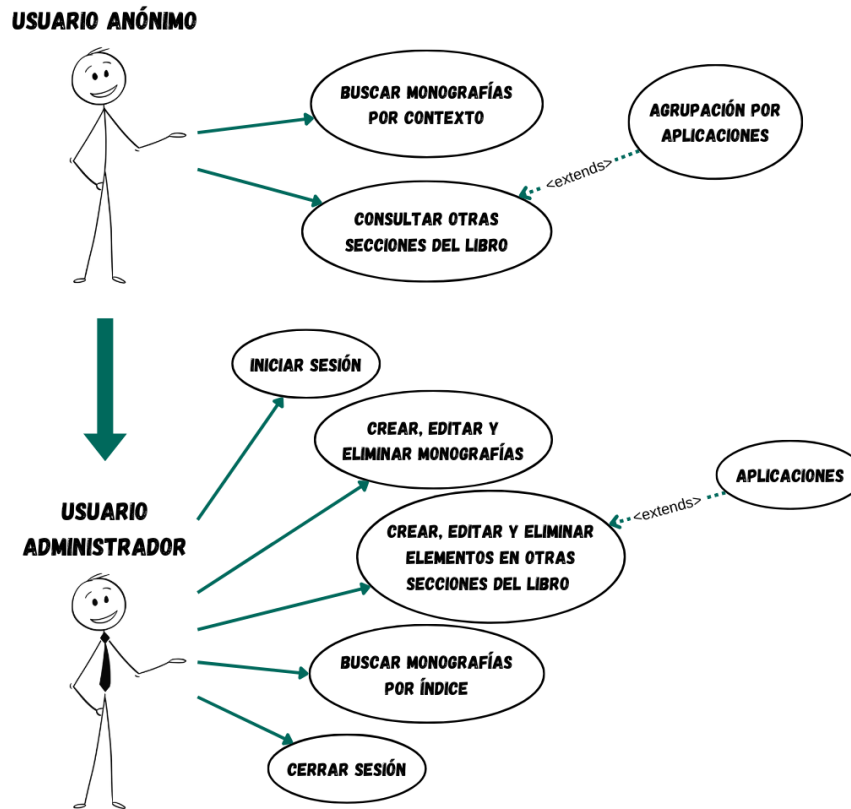 USUARIO ANÓNIMO
BUSCAR MONOGRAFÍAS
POR CONTEXTO
AGRUPACIÓN POR
APLICACIONES
<extends>
CONSULTAR OTRAS
SECCIONES DEL LIBRO
INICIAR SESIÓN
CREAR, EDITAR Y
ELIMINAR MONOGRAFÍAS
APLICACIONES
<extends>
USUARIO
ADMINISTRADOR
CREAR, EDITAR Y ELIMINAR
ELEMENTOS EN OTRAS
SECCIONES DEL LIBRO
BUSCAR MONOGRAFÍAS
POR ÍNDICE
CERRAR SESIÓN